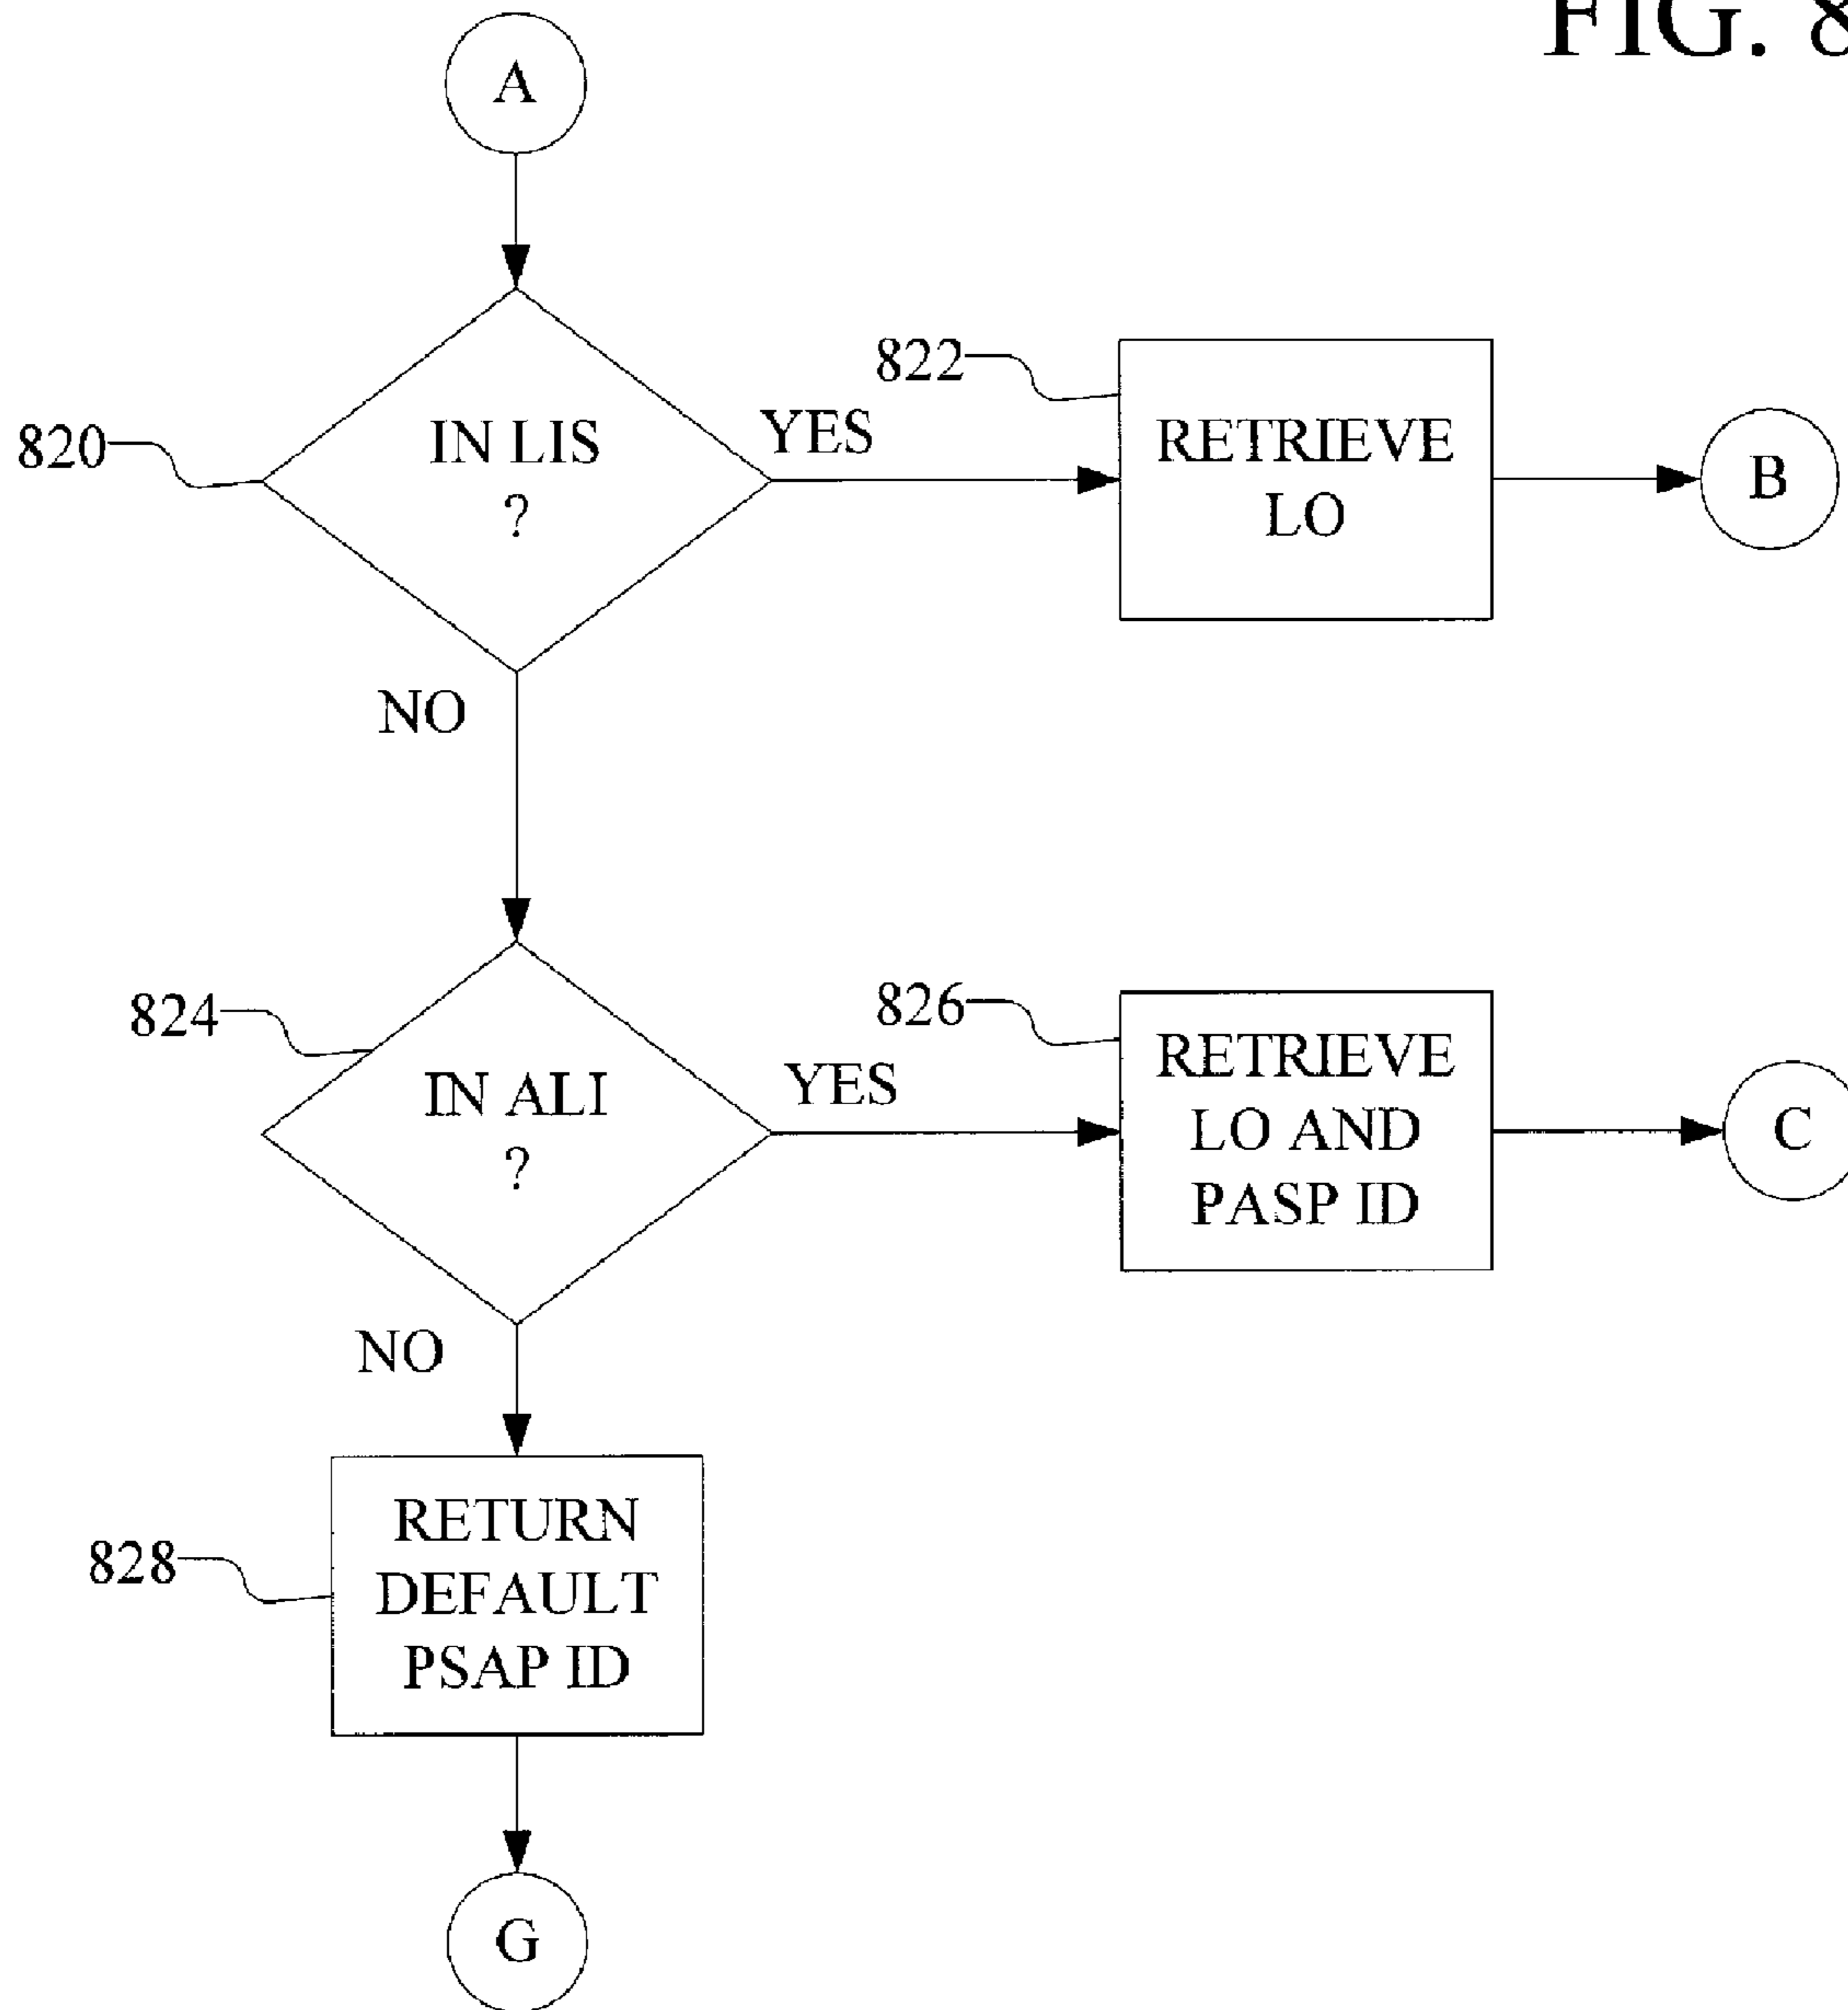 FIG. 8
A
820
IN LIS
?
YES
822
RETRIEVE
LO
B
NO
824
IN ALI
?
YES
826
RETRIEVE
LO AND
PASP ID
C
NO
828
RETURN
DEFAULT
PSAP ID
G